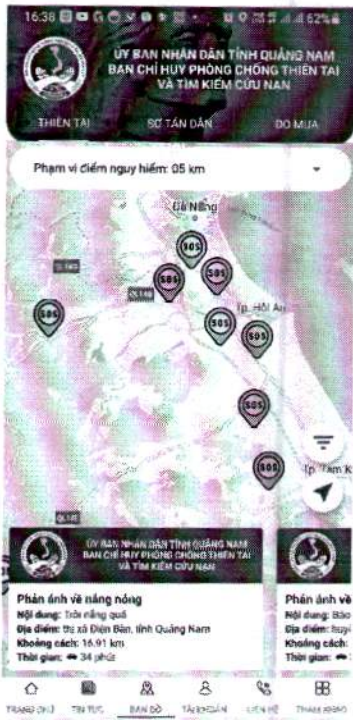 16:38
62%
ỦY BAN NHÂN DÂN TỈNH QUẢNG NAM
BAN CHỈ HUY PHÒNG CHỐNG THIÊN TAI
VÀ TÌM KIẾM CỨU NẠN
THIÊN TAI
SƠ TÁN DÂN
ĐO MƯA
Phạm vi điểm nguy hiểm: 05 km
Đà Nẵng
SOS
SOS
SOS
QL14B
SOS
SOS
Tp. Hội An
SOS
SOS
SOS
ỦY BAN NHÂN DÂN TỈNH QUẢNG NAM
BAN CHỈ HUY PHÒNG CHỐNG THIÊN TAI
VÀ TÌM KIẾM CỨU NẠN
Phản ánh về nắng nóng
Nội dung: Trời nắng quá
Địa điểm: thị xã Điện Bàn, tỉnh Quảng Nam
Khoảng cách: 16.91 km
Thời gian: 34 phút
Phản ánh về
Nội dung: Bão
Địa điểm: huyệ
Khoảng cách:
Thời gian:
TRANG CHỦ
TIN TỨC
BẢN ĐỒ
TÀI KHOẢN
LIÊN HỆ
THAM KHẢO